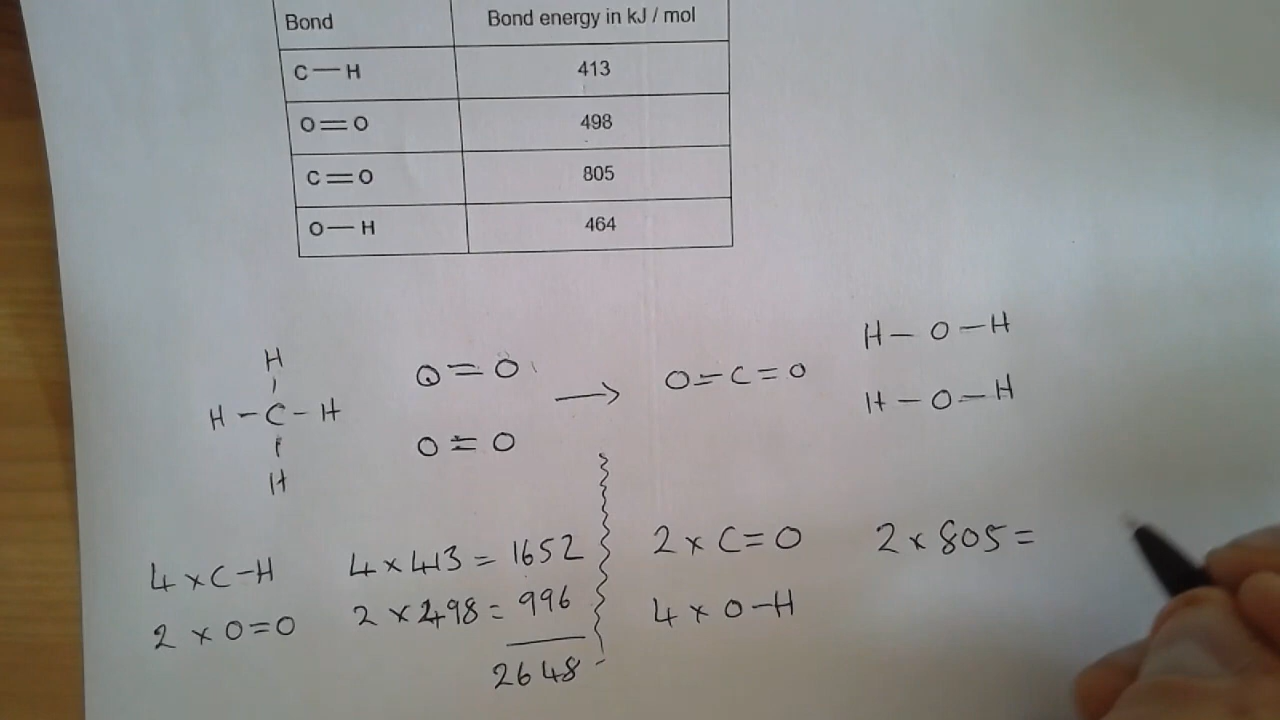 Bond Bond energy in kJ / mol
C—H 413
O=O 498
C=O 805
O—H 464
H
H-C-H
H
O=O
O=O
→
O=C=O
H-O-H
H-O-H
4 x C-H 4 x 413 = 1652
2 x O=O 2 x 498 = 996
2648
2 x C=O 2 x 805 =
4 x O-H